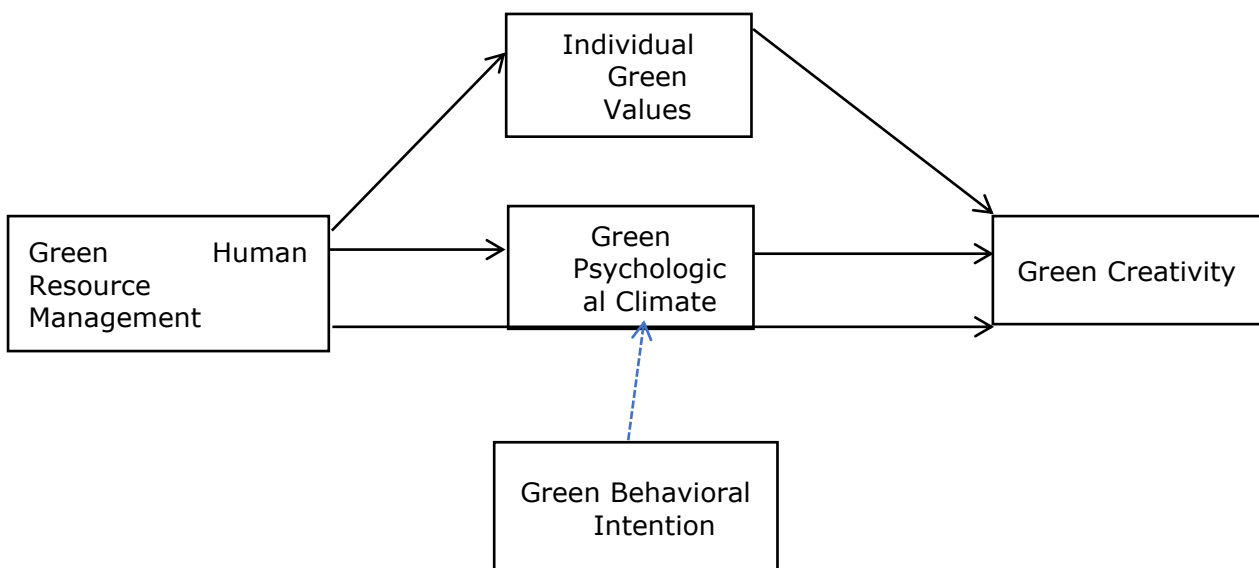 Individual
Green
Values
Green Human
Resource
Management
Green
Psychologic
al Climate
Green Creativity
Green Behavioral
Intention